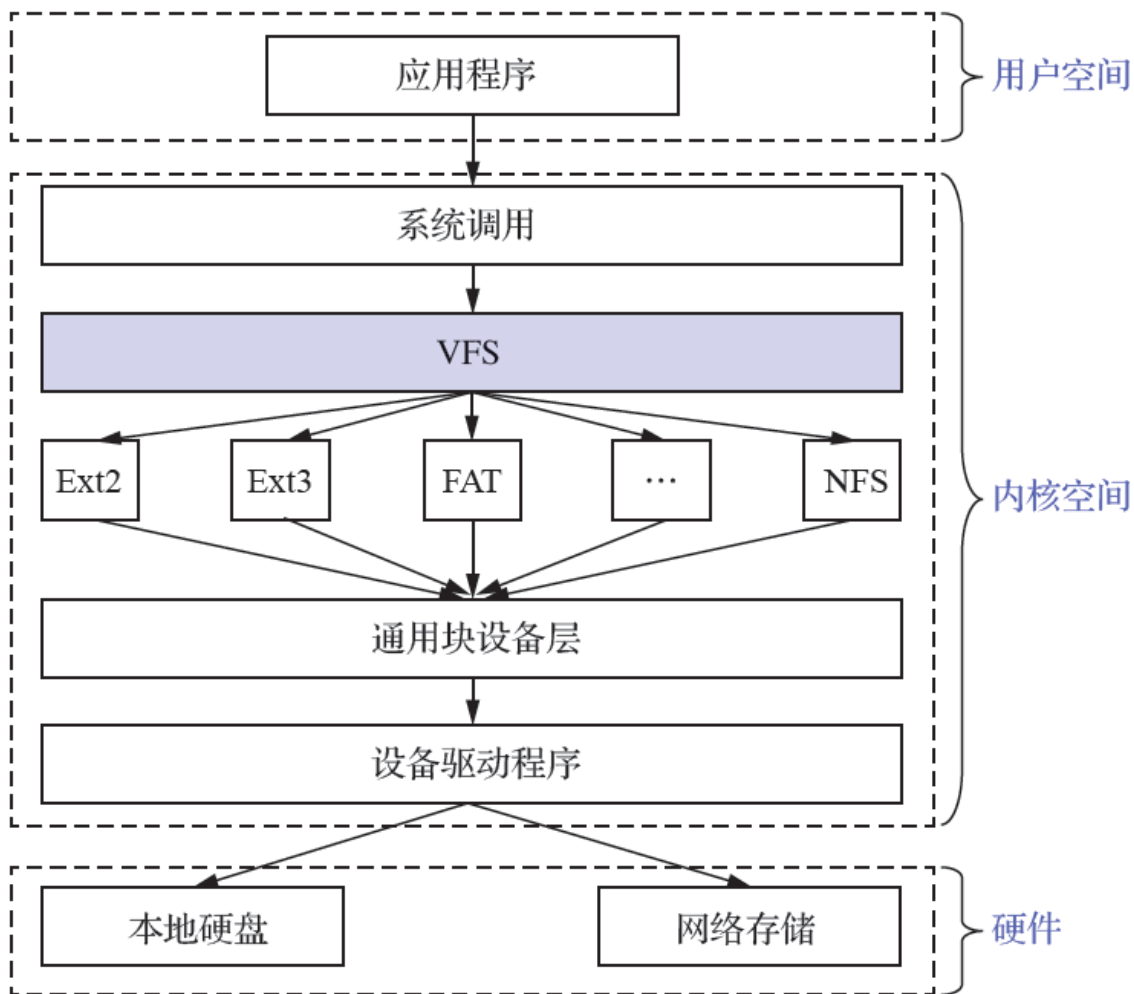 应用程序
用户空间
系统调用
VFS
Ext2
Ext3
FAT
…
NFS
内核空间
通用块设备层
设备驱动程序
本地硬盘
网络存储
硬件